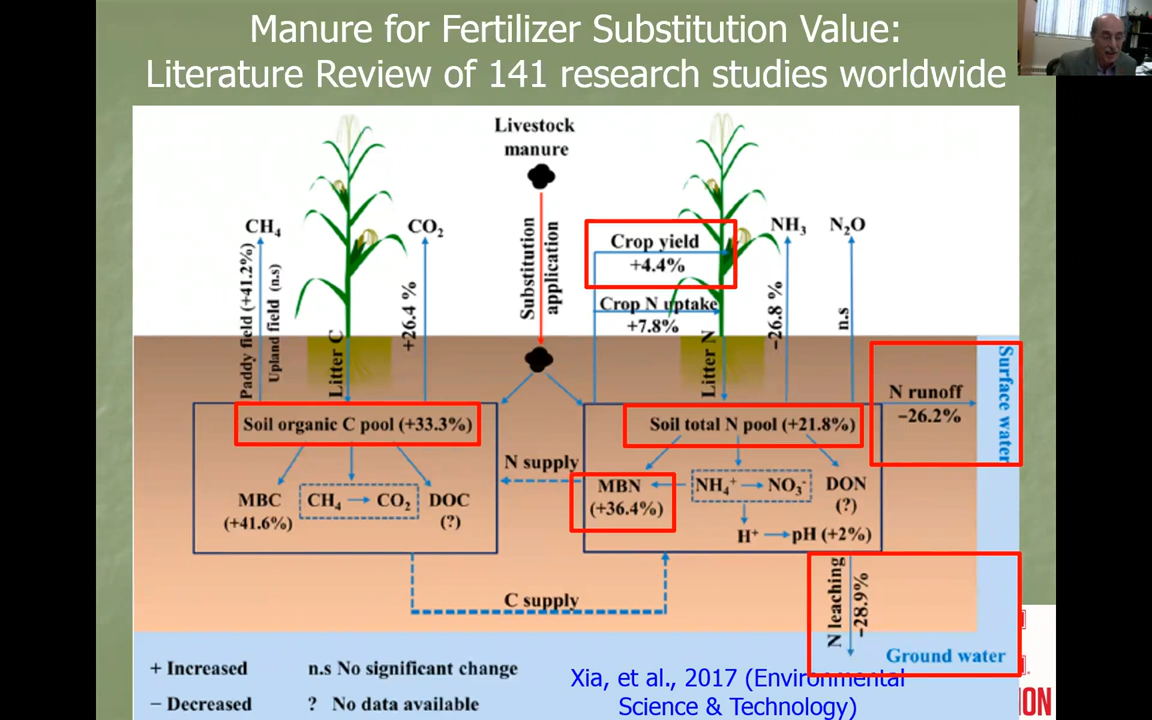 Manure for Fertilizer Substitution Value:
Literature Review of 141 research studies worldwide
Livestock
manure
CH₄
CO₂
NH₃
N₂O
Substitution
application
Crop yield
+4.4%
Crop N uptake
+7.8%
Paddy field (+41.2%)
Upland field (n.s)
+26.4 %
−26.8 %
n.s
Litter C
Litter N
Surface water
N runoff
−26.2%
Soil organic C pool (+33.3%)
Soil total N pool (+21.8%)
N supply
MBC
(+41.6%)
CH₄
CO₂
DOC
(?)
MBN
(+36.4%)
NH₄⁺
NO₃⁻
DON
(?)
H⁺
pH (+2%)
C supply
N leaching
−28.9%
Ground water
+ Increased
n.s No significant change
− Decreased
? No data available
Xia, et al., 2017 (Environmental
Science & Technology)
ION